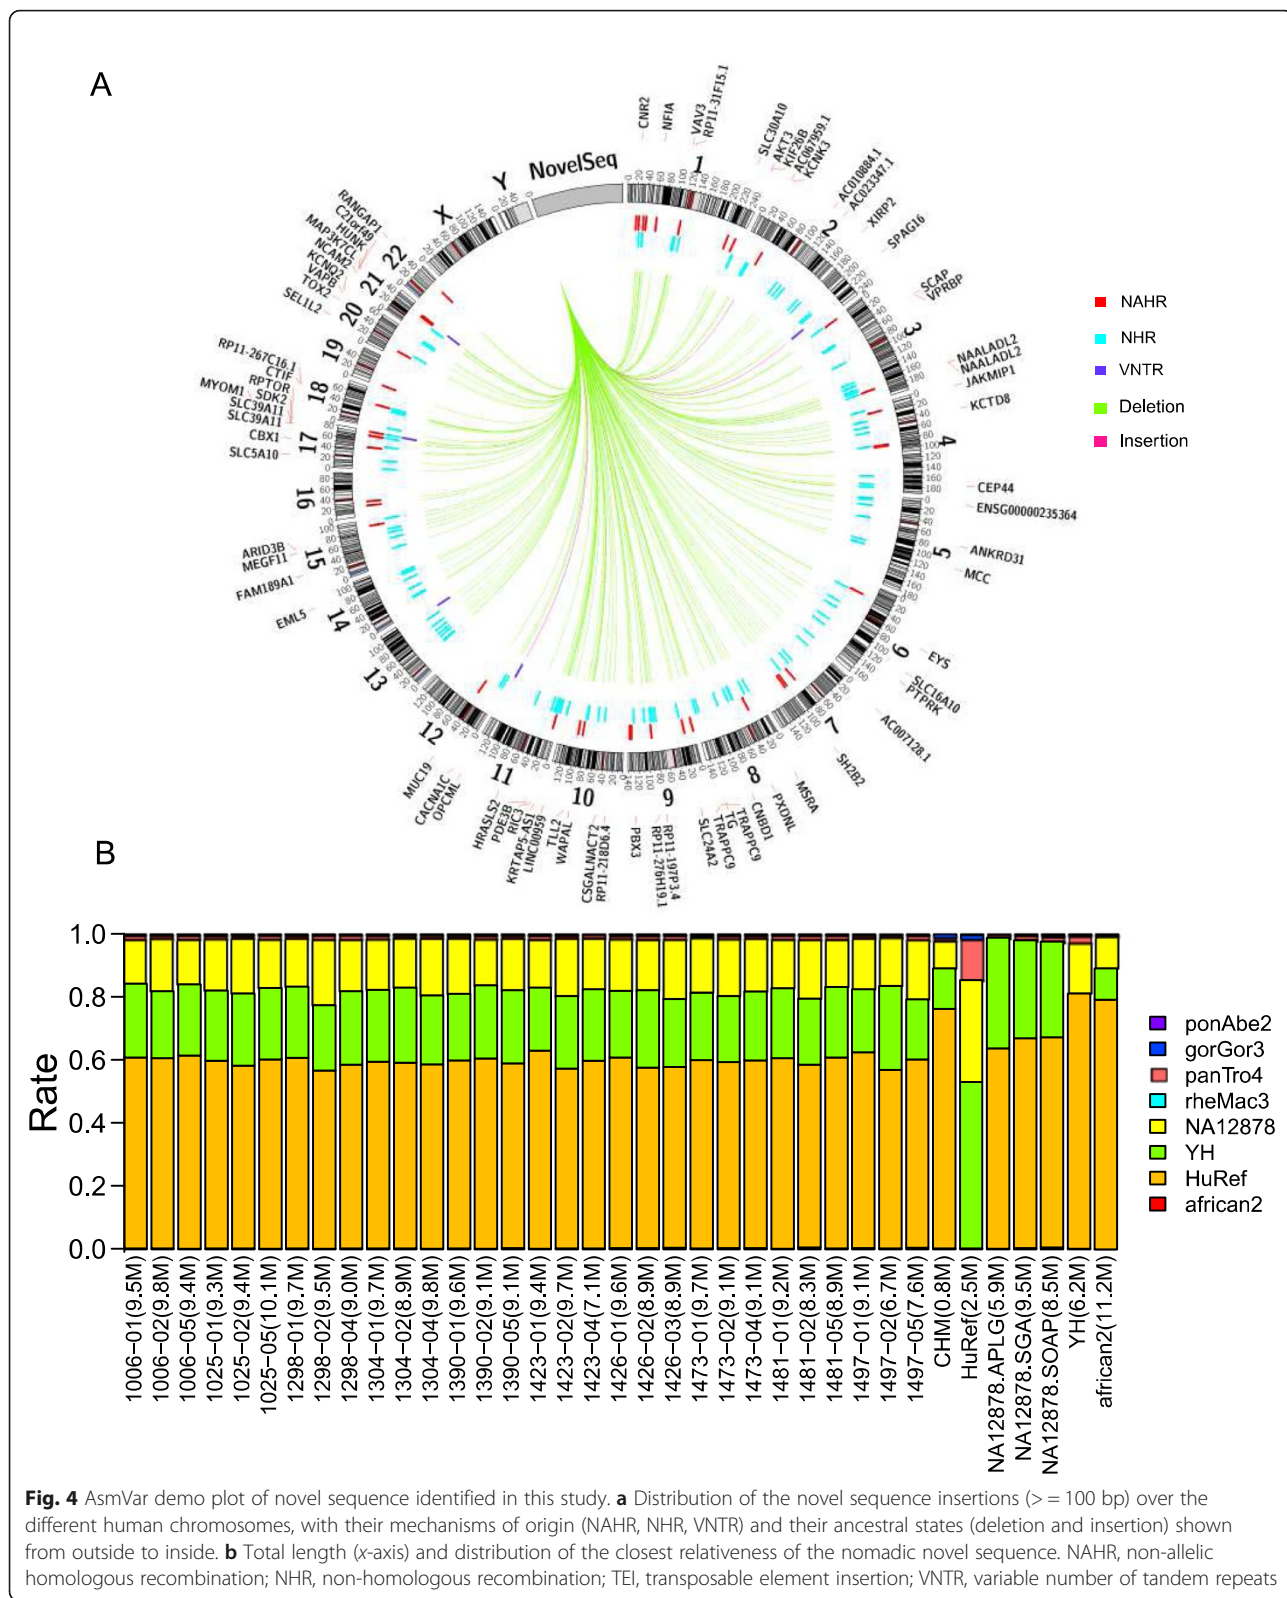 A
CNR2
NFIA
VAV3
RP11-31F15.1
SLC30A10
AKT3
KIF26B
AC067959.1
KCNK3
AC010884.1
AC023347.1
XIRP2
SPAG16
SCAP
VPRBP
NAALADL2
NAALADL2
JAKMIP1
KCTD8
CEP44
ENSG00000235364
ANKRD31
MCC
EYS
SLC16A10
PTPRK
AC007128.1
SH2B2
MSRA
PXDNL
CNBD1
TRAPPC9
TG
TRAPPC9
SLC24A2
RP11-197P3.4
RP11-276H19.1
PBX3
RP11-218D6.4
CSGALNACT2
WAPAL
TLL2
LINC00959
KRTAP5-AS1
RIC3
PDE3B
HRASLS2
OPCML
CACNA1C
MUC19
EML5
FAM189A1
MEGF11
ARID3B
SLC5A10
CBX1
SLC39A11
SLC39A11
MYOM1 SDK2
RPTOR
CTIF
RP11-267C16.1
SEL1L2
TOX2
VAPB
KCNQ2
NCAM2
MAP3K7CL
HUNK
C21orf49
RANGAP1
NovelSeq
1
2
3
4
5
6
7
8
9
10
11
12
13
14
15
16
17
18
19
20
21
22
X
Y
NAHR
NHR
VNTR
Deletion
Insertion
B
Rate
1.0
0.8
0.6
0.4
0.2
0.0
ponAbe2
gorGor3
panTro4
rheMac3
NA12878
YH
HuRef
african2
1006−01(9.5M)
1006−02(9.8M)
1006−05(9.4M)
1025−01(9.3M)
1025−02(9.4M)
1025−05(10.1M)
1298−01(9.7M)
1298−02(9.5M)
1298−04(9.0M)
1304−01(9.7M)
1304−02(8.9M)
1304−04(9.8M)
1390−01(9.6M)
1390−02(9.1M)
1390−05(9.1M)
1423−01(9.4M)
1423−02(9.7M)
1423−04(7.1M)
1426−01(9.6M)
1426−02(8.9M)
1426−03(8.9M)
1473−01(9.7M)
1473−02(9.1M)
1473−04(9.1M)
1481−01(9.2M)
1481−02(8.3M)
1481−05(8.9M)
1497−01(9.1M)
1497−02(6.7M)
1497−05(7.6M)
CHM(0.8M)
HuRef(2.5M)
NA12878.APLG(5.9M)
NA12878.SGA(9.5M)
NA12878.SOAP(8.5M)
YH(6.2M)
african2(11.2M)
Fig. 4 AsmVar demo plot of novel sequence identified in this study. a Distribution of the novel sequence insertions (> = 100 bp) over the
different human chromosomes, with their mechanisms of origin (NAHR, NHR, VNTR) and their ancestral states (deletion and insertion) shown
from outside to inside. b Total length (x-axis) and distribution of the closest relativeness of the nomadic novel sequence. NAHR, non-allelic
homologous recombination; NHR, non-homologous recombination; TEI, transposable element insertion; VNTR, variable number of tandem repeats